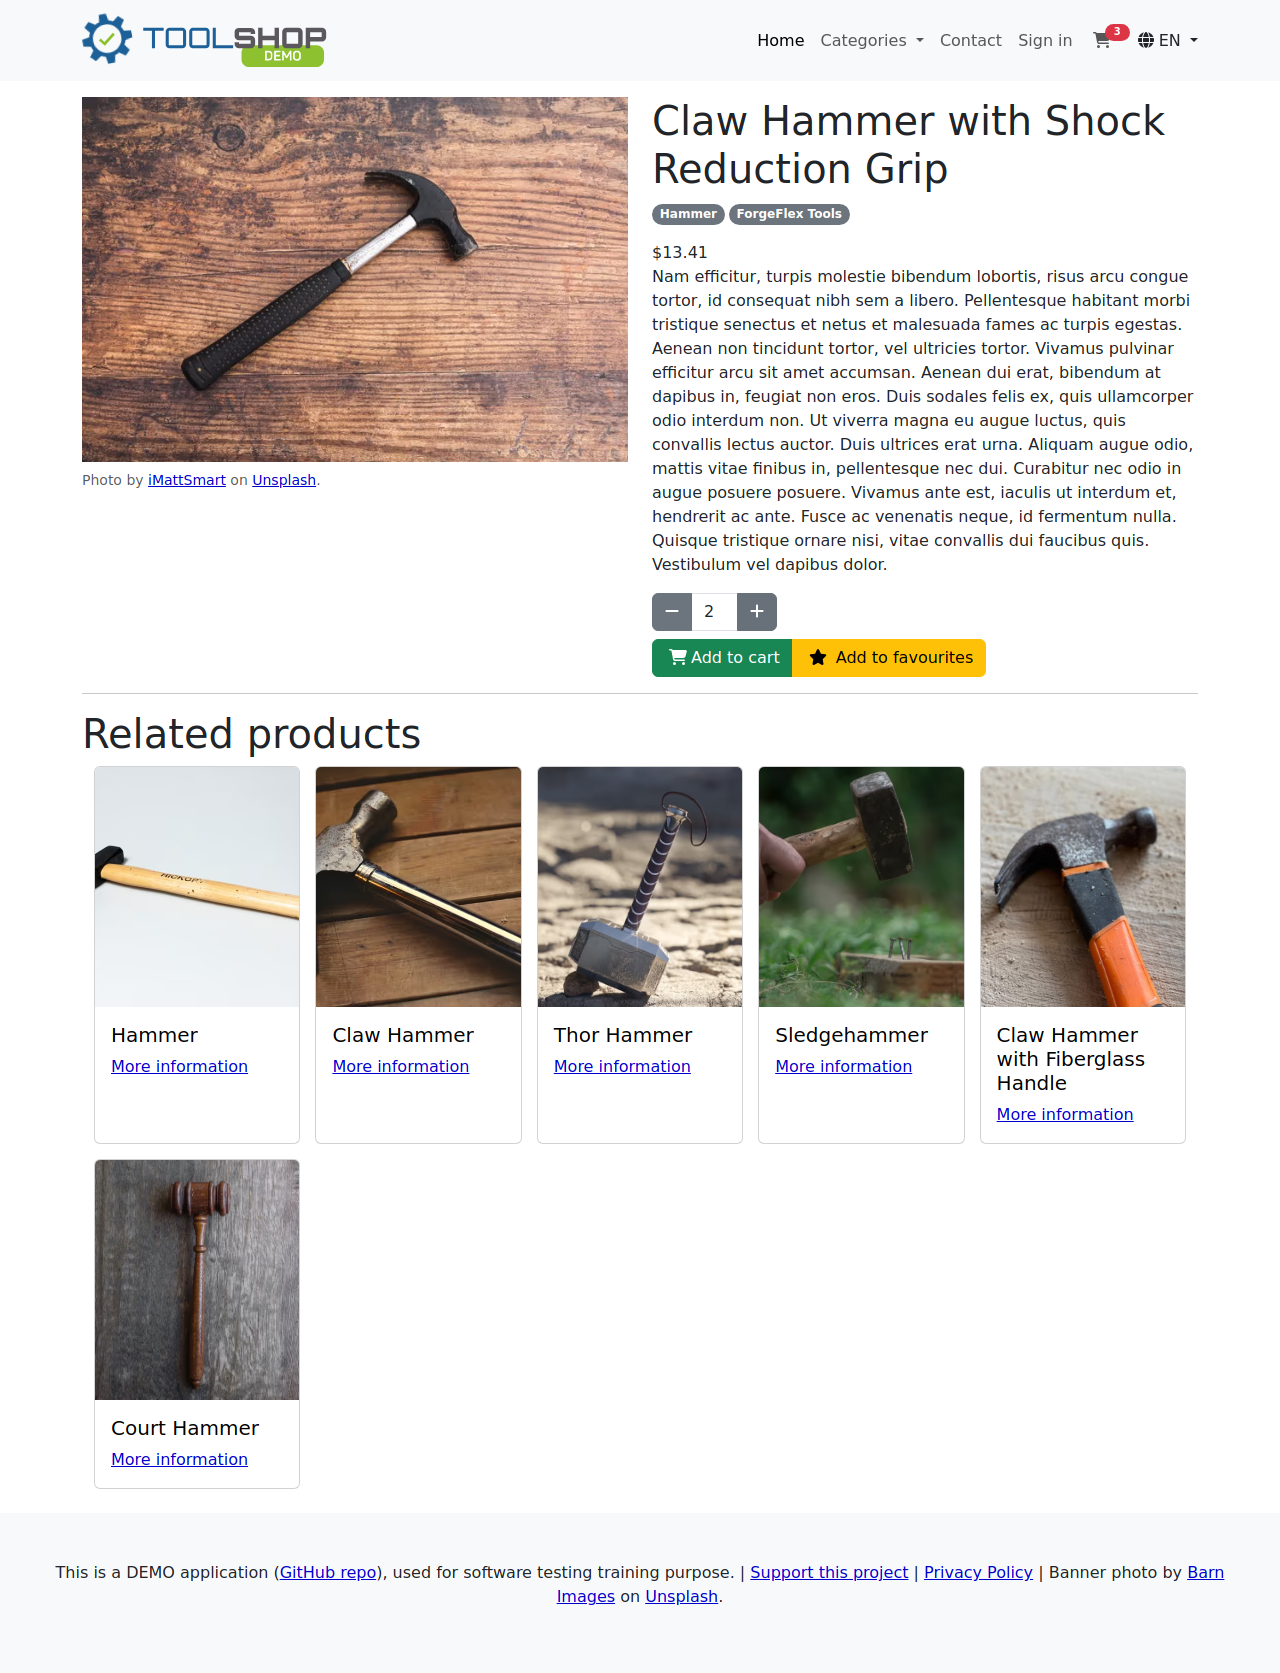 TOOLSHOP
DEMO
Home Categories Contact Sign in 3 EN
Claw Hammer with Shock
Reduction Grip
Hammer ForgeFlex Tools
$13.41
Nam efficitur, turpis molestie bibendum lobortis, risus arcu congue
tortor, id consequat nibh sem a libero. Pellentesque habitant morbi
tristique senectus et netus et malesuada fames ac turpis egestas.
Aenean non tincidunt tortor, vel ultricies tortor. Vivamus pulvinar
efficitur arcu sit amet accumsan. Aenean dui erat, bibendum at
dapibus in, feugiat non eros. Duis sodales felis ex, quis ullamcorper
odio interdum non. Ut viverra magna eu augue luctus, quis
convallis lectus auctor. Duis ultrices erat urna. Aliquam augue odio,
mattis vitae finibus in, pellentesque nec dui. Curabitur nec odio in
augue posuere posuere. Vivamus ante est, iaculis ut interdum et,
hendrerit ac ante. Fusce ac venenatis neque, id fermentum nulla.
Quisque tristique ornare nisi, vitae convallis dui faucibus quis.
Vestibulum vel dapibus dolor.
Photo by iMattSmart on Unsplash.
2
Add to cart Add to favourites
Related products
Hammer
More information
Claw Hammer
More information
Thor Hammer
More information
Sledgehammer
More information
Claw Hammer
with Fiberglass
Handle
More information
Court Hammer
More information
This is a DEMO application (GitHub repo), used for software testing training purpose. | Support this project | Privacy Policy | Banner photo by Barn
Images on Unsplash.